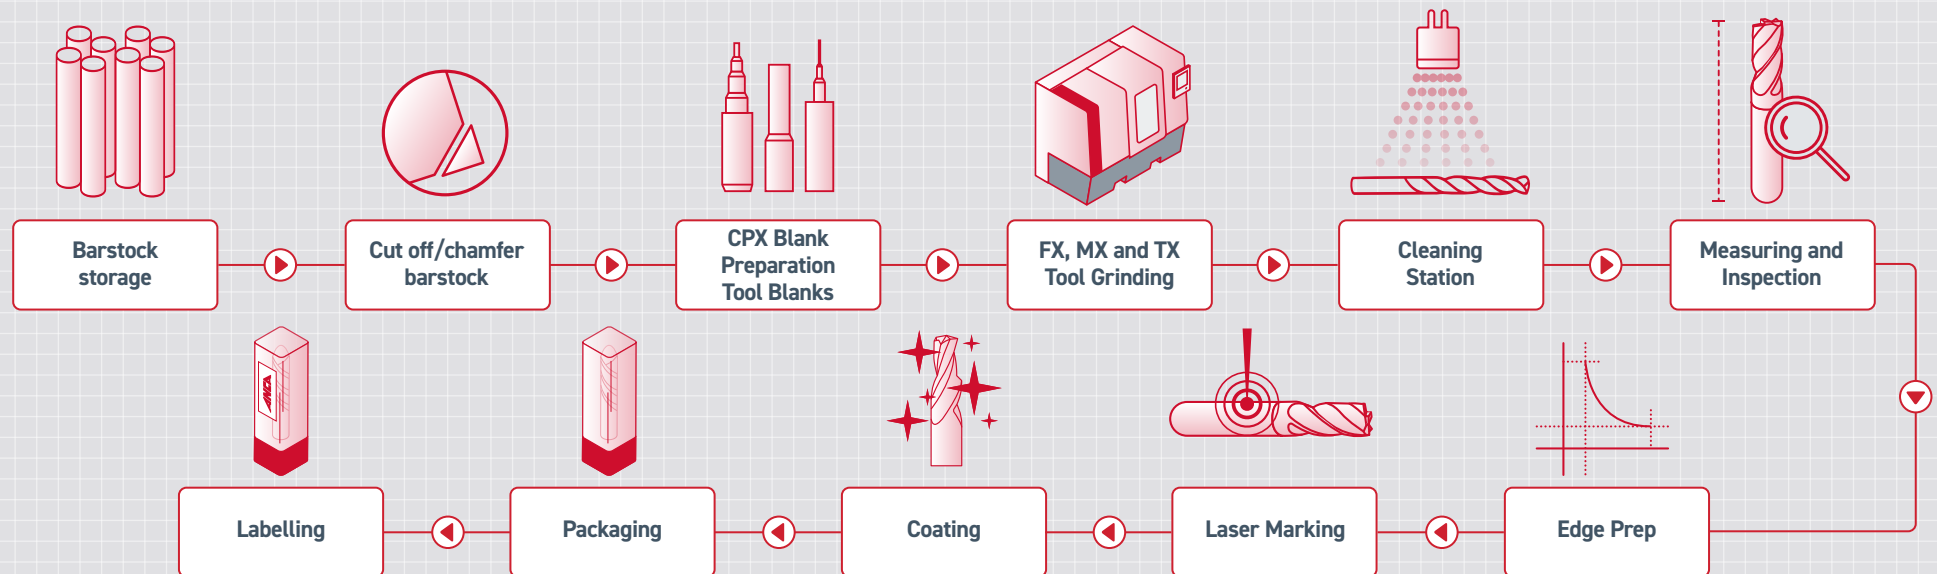 Barstock
storage
Cut off/chamfer
barstock
CPX Blank
Preparation
Tool Blanks
FX, MX and TX
Tool Grinding
Cleaning
Station
Measuring and
Inspection
ANCA
Labelling
Packaging
Coating
Laser Marking
Edge Prep